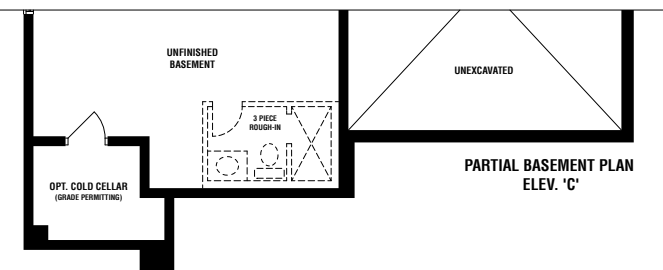 UNFINISHED
BASEMENT
UNEXCAVATED
3 PIECE
ROUGH-IN
PARTIAL BASEMENT PLAN
ELEV. 'C'
OPT. COLD CELLAR
(GRADE PERMITTING)